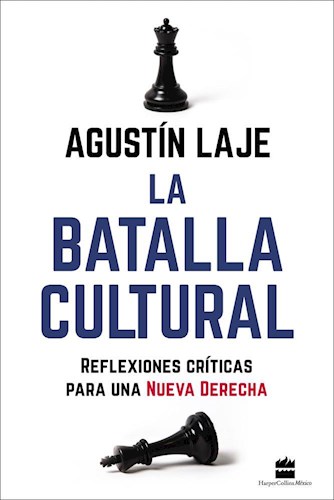 AGUSTÍN LAJE
LA
BATALLA
CULTURAL
REFLEXIONES CRÍTICAS
PARA UNA NUEVA DERECHA
HarperCollins México